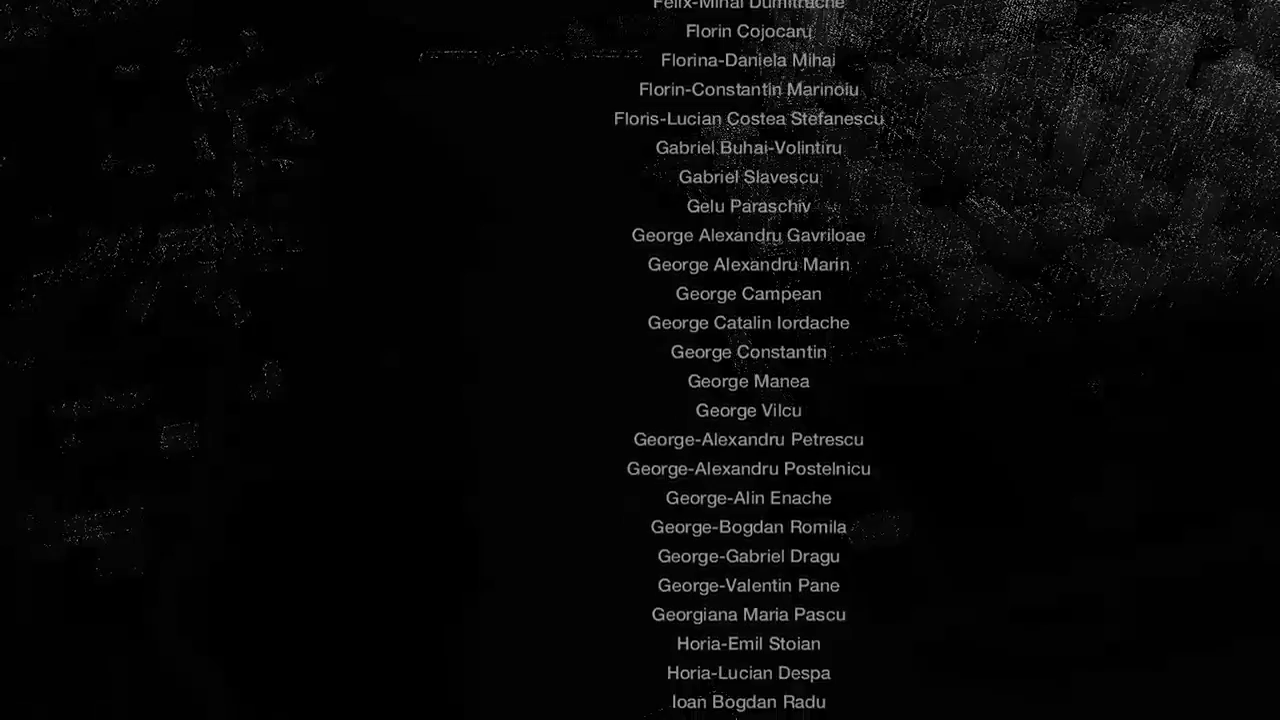 Felix-Mihai Dumitrache
Florin Cojocaru
Florina-Daniela Mihai
Florin-Constantin Marinoiu
Floris-Lucian Costea Stefanescu
Gabriel Buhai-Volintiru
Gabriel Slavescu
Gelu Paraschiv
George Alexandru Gavriloae
George Alexandru Marin
George Campean
George Catalin Iordache
George Constantin
George Manea
George Vilcu
George-Alexandru Petrescu
George-Alexandru Postelnicu
George-Alin Enache
George-Bogdan Romila
George-Gabriel Dragu
George-Valentin Pane
Georgiana Maria Pascu
Horia-Emil Stoian
Horia-Lucian Despa
Ioan Bogdan Radu